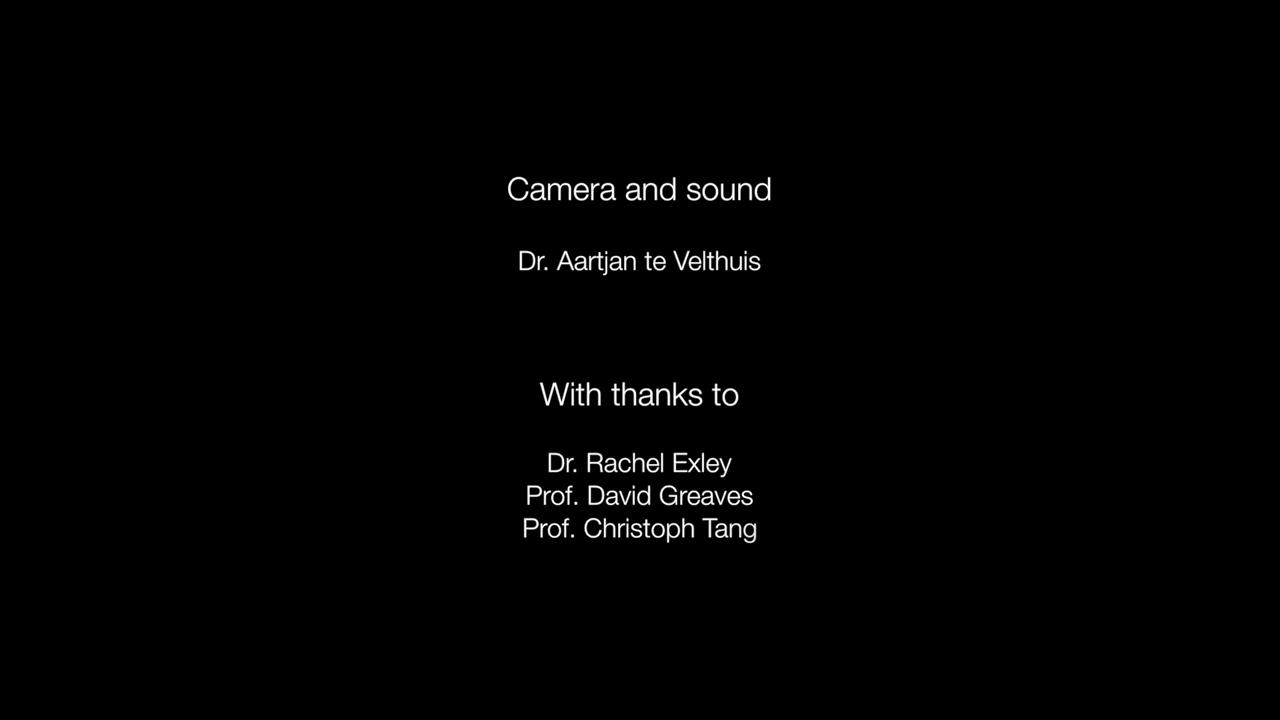 Camera and sound
Dr. Aartjan te Velthuis
With thanks to
Dr. Rachel Exley
Prof. David Greaves
Prof. Christoph Tang